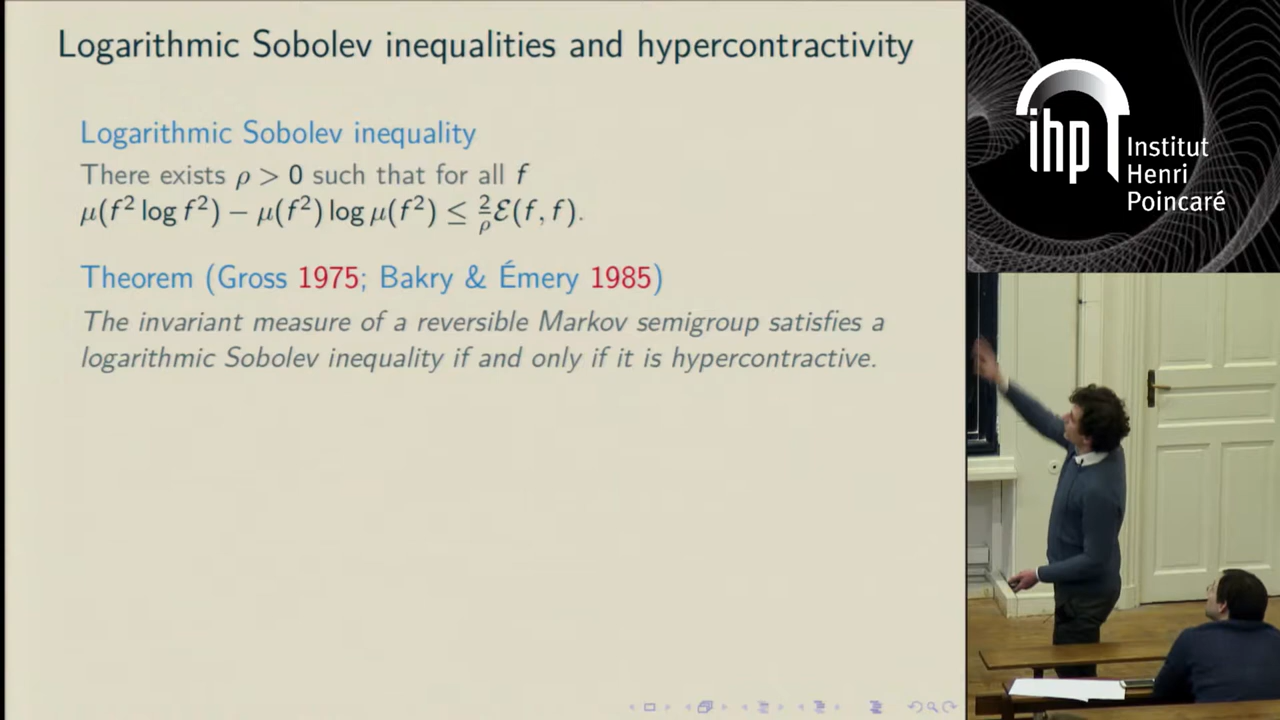 Logarithmic Sobolev inequalities and hypercontractivity
Logarithmic Sobolev inequality
There exists ρ > 0 such that for all f
μ(f² log f²) − μ(f²) log μ(f²) ≤ 2/ρ ℰ(f, f).
Theorem (Gross 1975; Bakry & Émery 1985)
The invariant measure of a reversible Markov semigroup satisfies a
logarithmic Sobolev inequality if and only if it is hypercontractive.
ihp
Institut
Henri
Poincaré